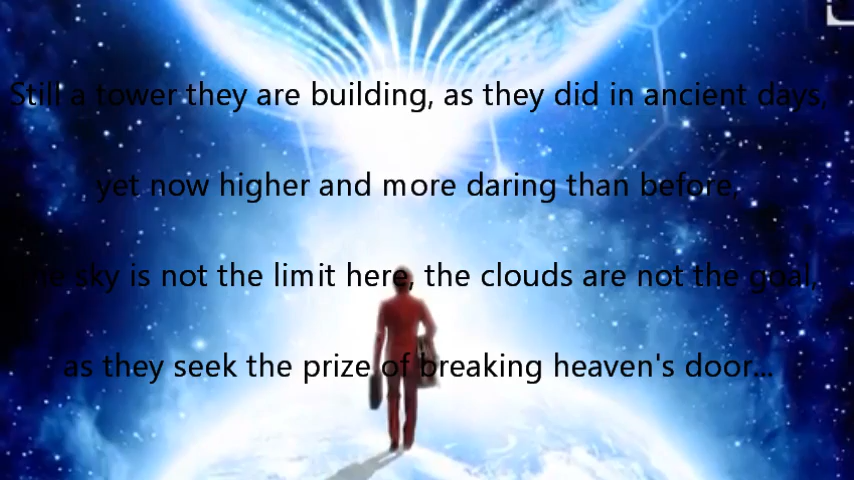 Still a tower they are building, as they did in ancient days,
yet now higher and more daring than before,
the sky is not the limit here, the clouds are not the goal,
as they seek the prize of breaking heaven's door...